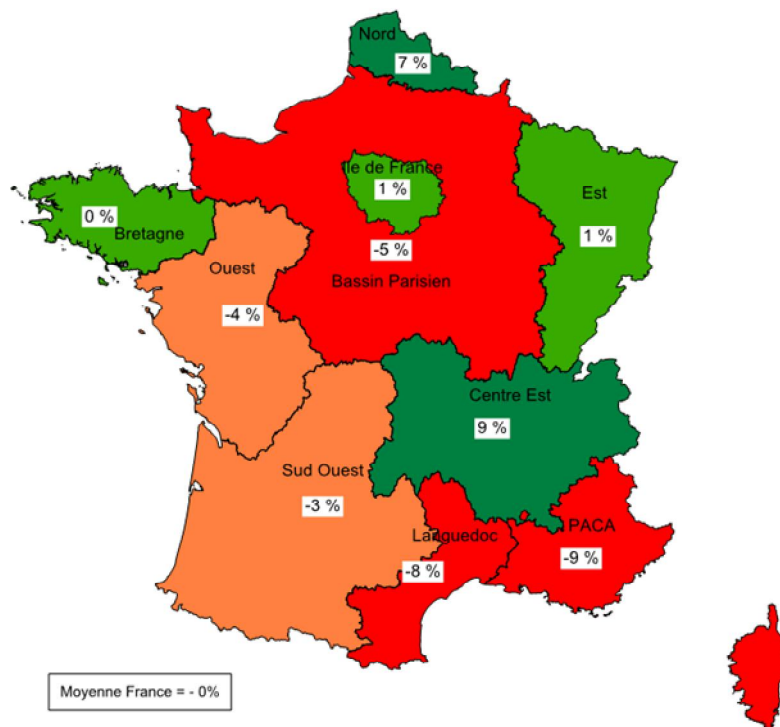 Nord
7 %
Ile de France
1 %
Est
1 %
0 %
Bretagne
-5 %
Bassin Parisien
Ouest
-4 %
Centre Est
9 %
Sud Ouest
-3 %
Languedoc
-8 %
PACA
-9 %
Moyenne France = - 0%